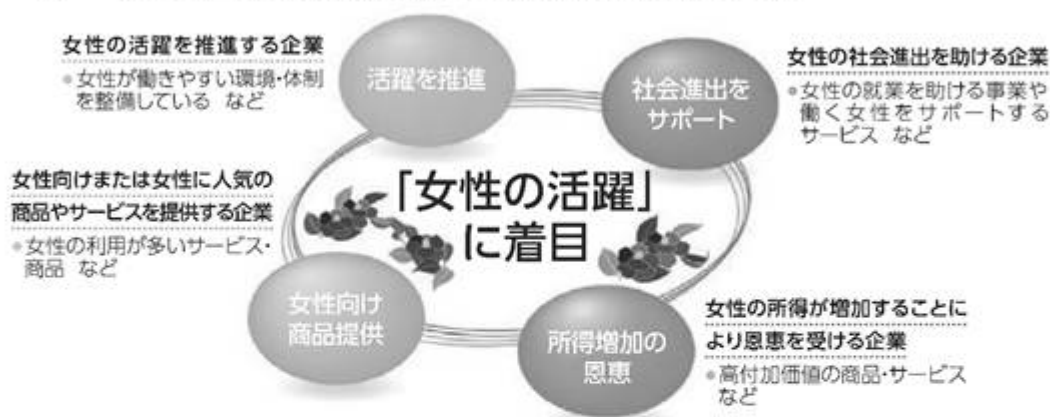 女性の活躍を推進する企業
●女性が働きやすい環境・体制
を整備している など
活躍を推進
社会進出を
サポート
女性の社会進出を助ける企業
●女性の就業を助ける事業や
働く女性をサポートする
サービス など
女性向けまたは女性に人気の
商品やサービスを提供する企業
●女性の利用が多いサービス・
商品 など
「女性の活躍」
に着目
女性向け
商品提供
所得増加の
恩恵
女性の所得が増加することに
より恩恵を受ける企業
●高付加価値の商品・サービス
など